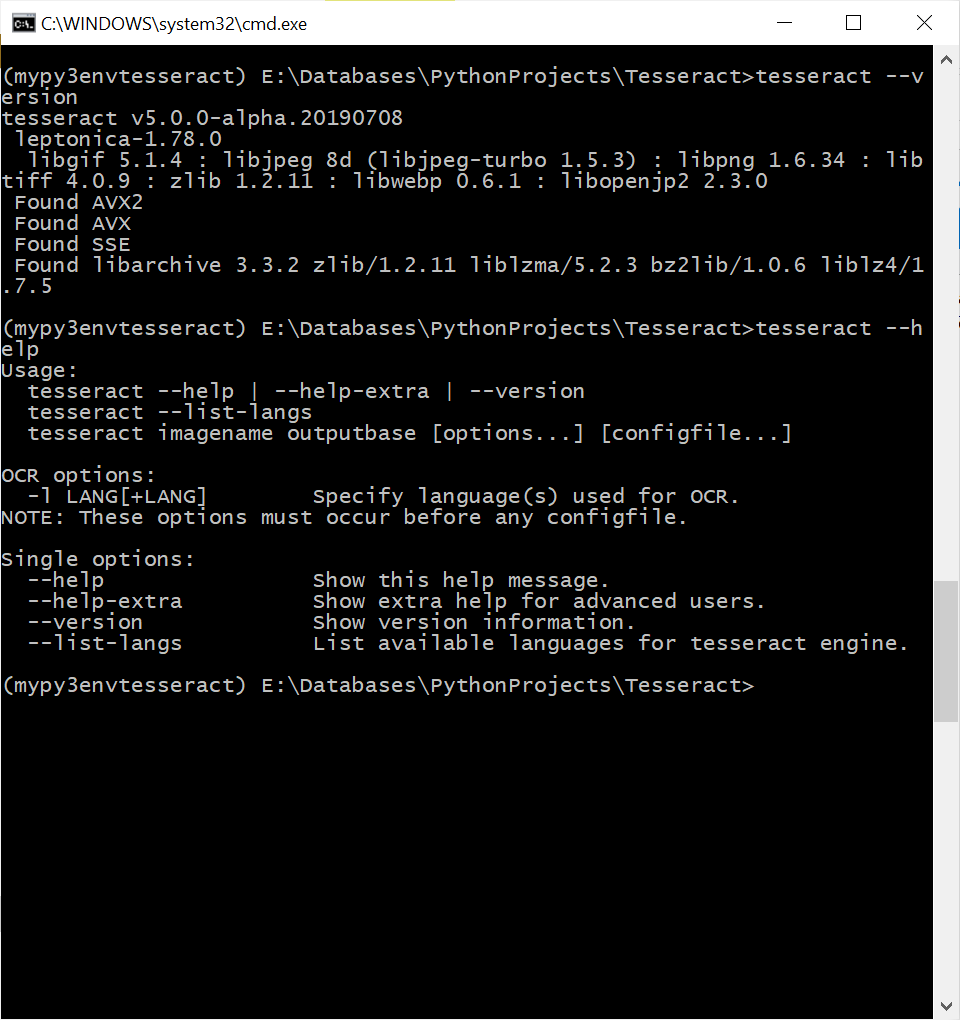 C:\WINDOWS\system32\cmd.exe
(mypy3envtesseract) E:\Databases\PythonProjects\Tesseract>tesseract --v
ersion
tesseract v5.0.0-alpha.20190708
 leptonica-1.78.0
  libgif 5.1.4 : libjpeg 8d (libjpeg-turbo 1.5.3) : libpng 1.6.34 : lib
tiff 4.0.9 : zlib 1.2.11 : libwebp 0.6.1 : libopenjp2 2.3.0
 Found AVX2
 Found AVX
 Found SSE
 Found libarchive 3.3.2 zlib/1.2.11 liblzma/5.2.3 bz2lib/1.0.6 liblz4/1
.7.5
(mypy3envtesseract) E:\Databases\PythonProjects\Tesseract>tesseract --h
elp
Usage:
  tesseract --help | --help-extra | --version
  tesseract --list-langs
  tesseract imagename outputbase [options...] [configfile...]
OCR options:
  -l LANG[+LANG]        Specify language(s) used for OCR.
NOTE: These options must occur before any configfile.
Single options:
  --help                Show this help message.
  --help-extra          Show extra help for advanced users.
  --version             Show version information.
  --list-langs          List available languages for tesseract engine.
(mypy3envtesseract) E:\Databases\PythonProjects\Tesseract>